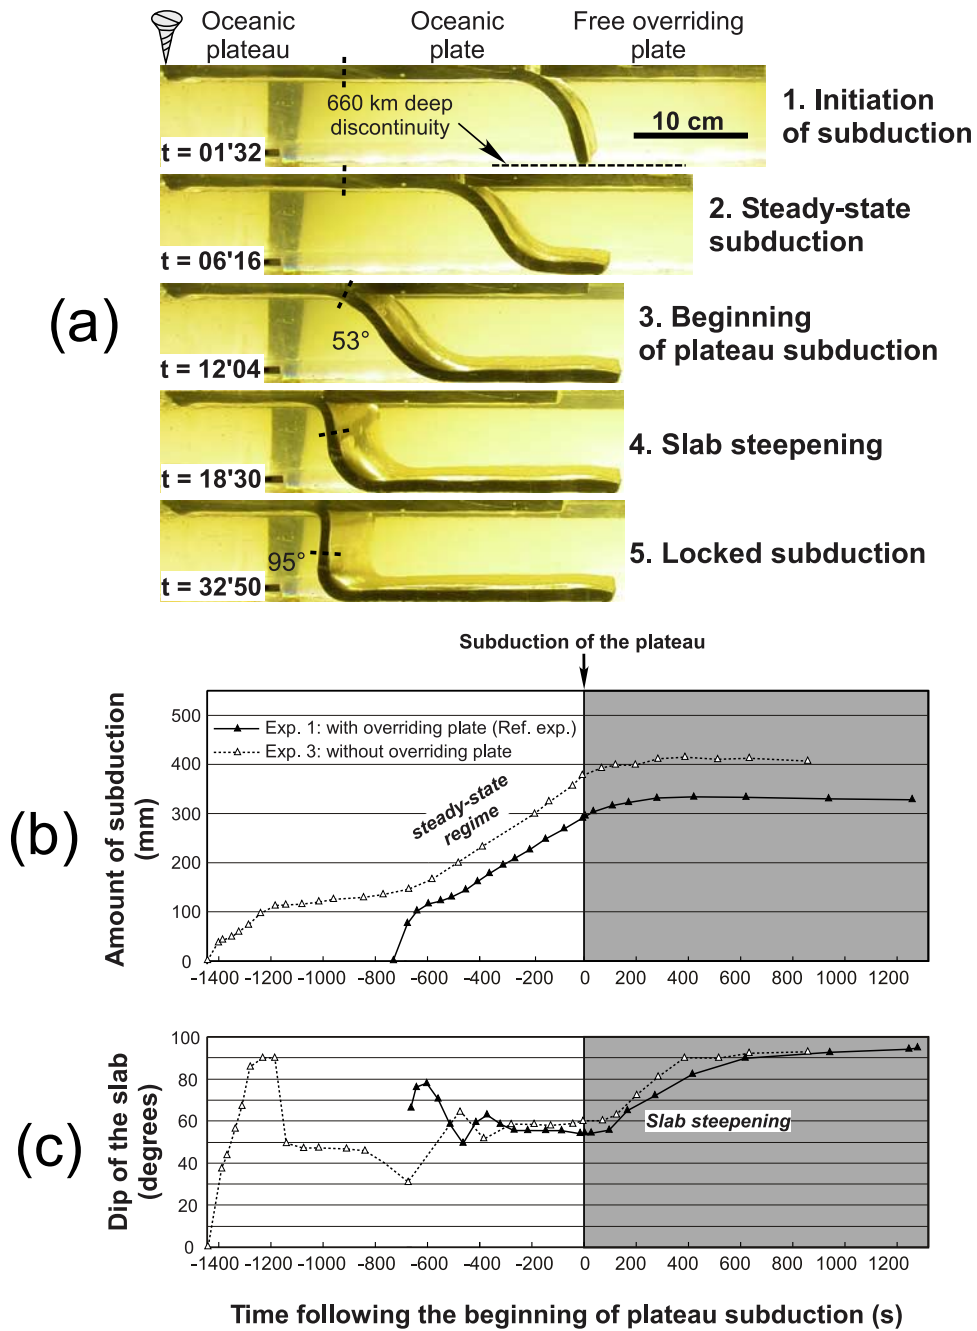 Oceanic plateau
Oceanic plate
Free overriding plate
660 km deep discontinuity
10 cm
t = 01'32
1. Initiation of subduction
t = 06'16
2. Steady-state subduction
(a)
53°
t = 12'04
3. Beginning of plateau subduction
t = 18'30
4. Slab steepening
95°
t = 32'50
5. Locked subduction
Subduction of the plateau
(b)
Amount of subduction (mm)
500
400
300
200
100
0
Exp. 1: with overriding plate (Ref. exp.)
Exp. 3: without overriding plate
steady-state regime
-1400 -1200 -1000 -800 -600 -400 -200 0 200 400 600 800 1000 1200
(c)
Dip of the slab (degrees)
100
80
60
40
20
0
Slab steepening
-1400 -1200 -1000 -800 -600 -400 -200 0 200 400 600 800 1000 1200
Time following the beginning of plateau subduction (s)